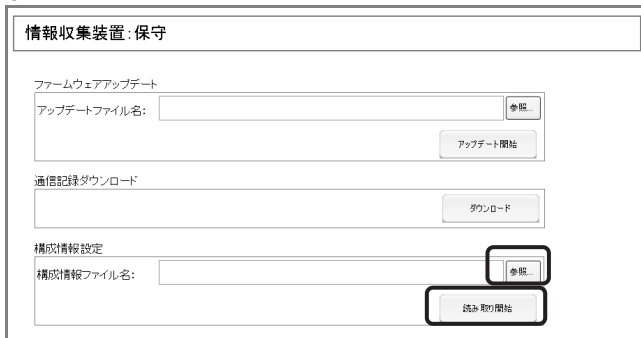 情報収集装置:保守
ファームウェアアップデート
アップデートファイル名:
参照...
アップデート開始
通信記録ダウンロード
ダウンロード
構成情報設定
構成情報ファイル名:
参照...
読み取り開始